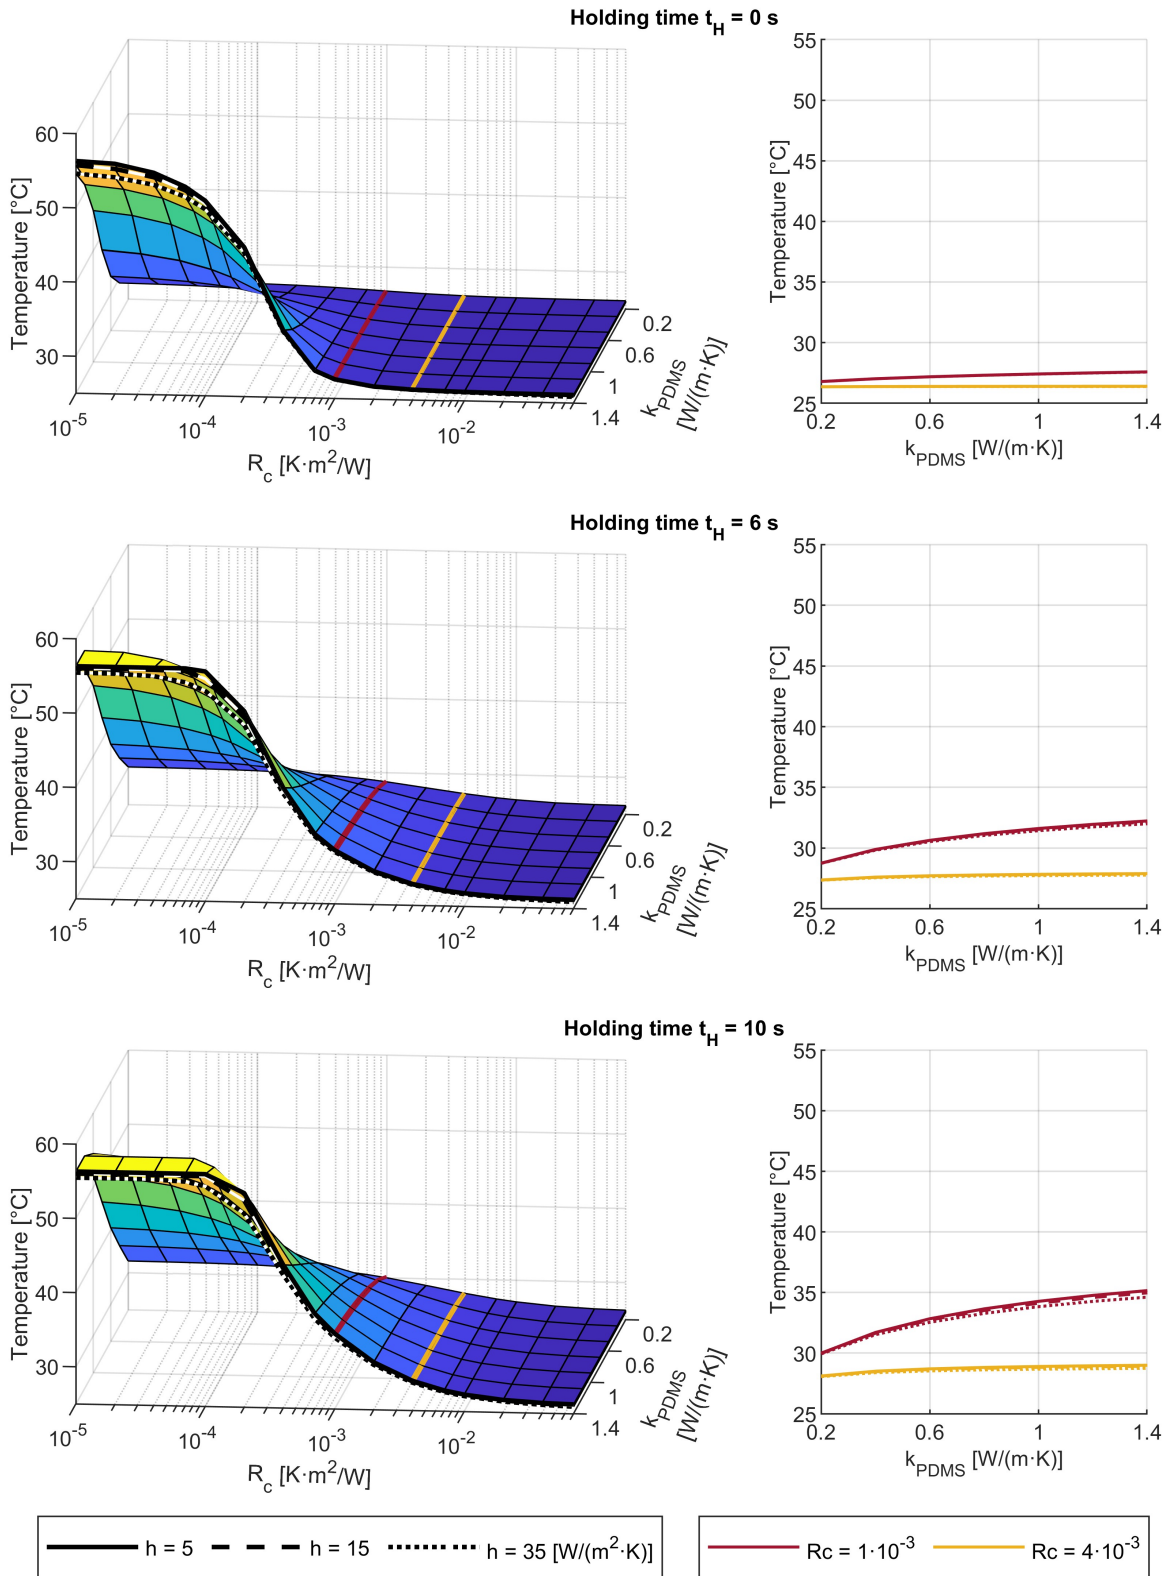 Holding time t_H = 0 s
60
50
40
30
Temperature [°C]
10^-5
10^-4
10^-3
10^-2
R_c [K·m^2/W]
0.2
0.6
1
1.4
k_PDMS
[W/(m·K)]
55
50
45
40
35
30
25
Temperature [°C]
0.2
0.6
1
1.4
k_PDMS [W/(m·K)]
Holding time t_H = 6 s
60
50
40
30
Temperature [°C]
10^-5
10^-4
10^-3
10^-2
R_c [K·m^2/W]
0.2
0.6
1
1.4
k_PDMS
[W/(m·K)]
55
50
45
40
35
30
25
Temperature [°C]
0.2
0.6
1
1.4
k_PDMS [W/(m·K)]
Holding time t_H = 10 s
60
50
40
30
Temperature [°C]
10^-5
10^-4
10^-3
10^-2
R_c [K·m^2/W]
0.2
0.6
1
1.4
k_PDMS
[W/(m·K)]
55
50
45
40
35
30
25
Temperature [°C]
0.2
0.6
1
1.4
k_PDMS [W/(m·K)]
h = 5
h = 15
h = 35 [W/(m^2·K)]
Rc = 1·10^-3
Rc = 4·10^-3